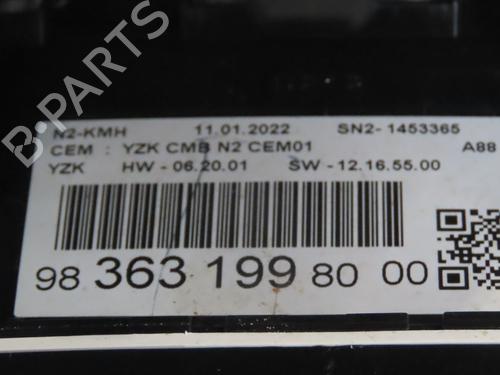 N2-KMH 11.01.2022 SN2- 1453365
CEM : YZK CMB N2 CEM01 A88
YZK HW - 06.20.01 SW - 12.16.55.00
98 363 199 80 00
B-PARTS